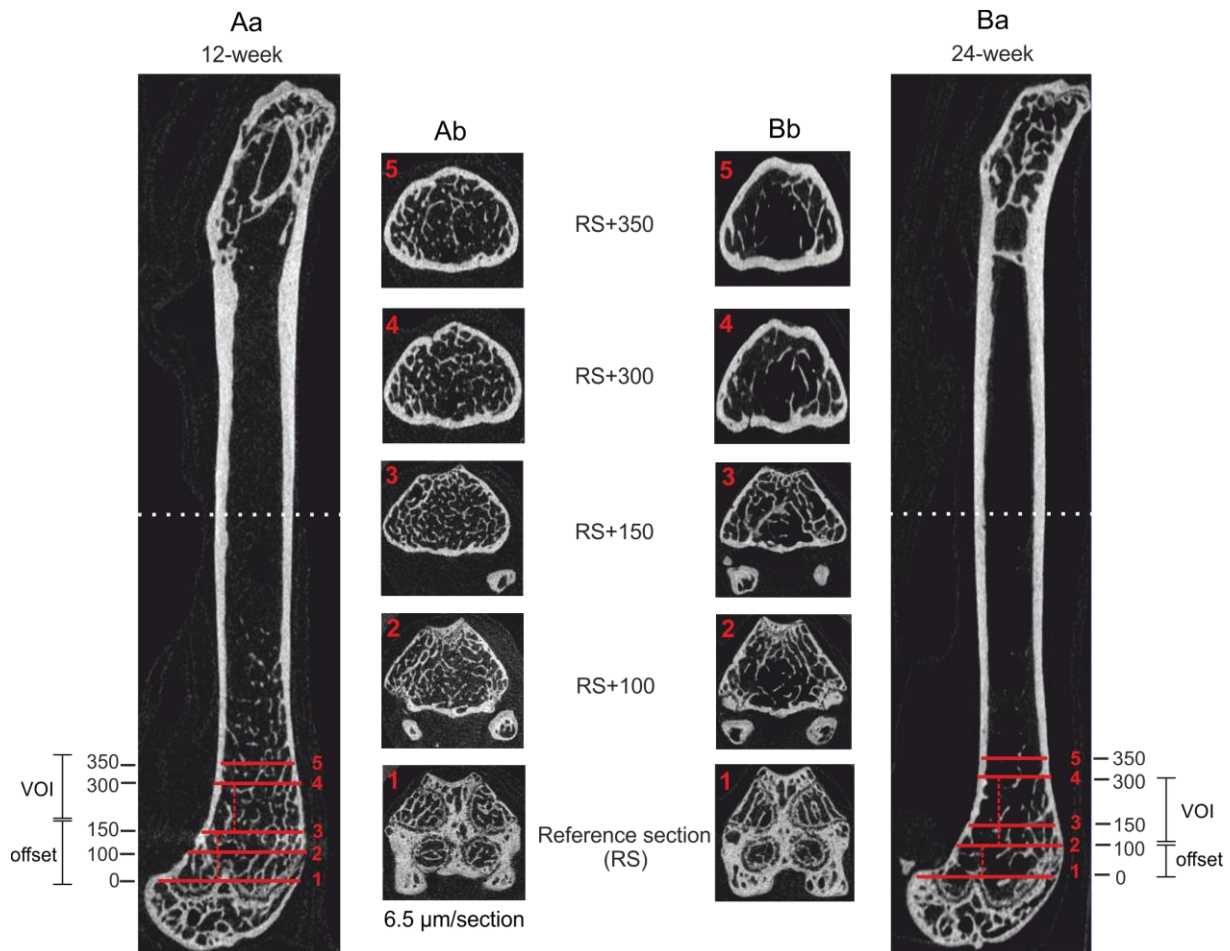 Aa
12-week
Ba
24-week
Ab
Bb
5
RS+350
5
4
RS+300
4
3
RS+150
3
2
RS+100
2
1
Reference section
(RS)
1
6.5 µm/section
VOI
offset
350
300
150
100
0
5
4
3
2
1
5
4
3
2
1
350
300
150
100
0
VOI
offset